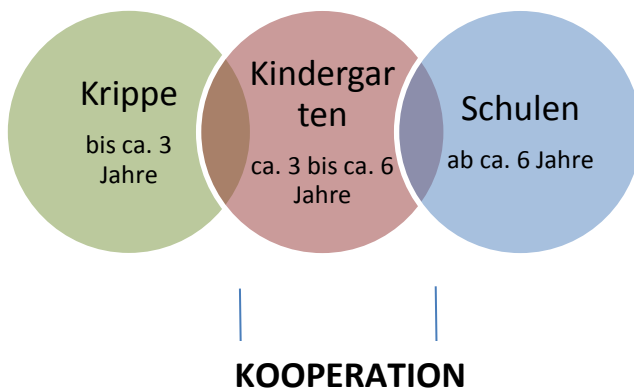 Krippe
bis ca. 3
Jahre
Kindergar
ten
ca. 3 bis ca. 6
Jahre
Schulen
ab ca. 6 Jahre
KOOPERATION